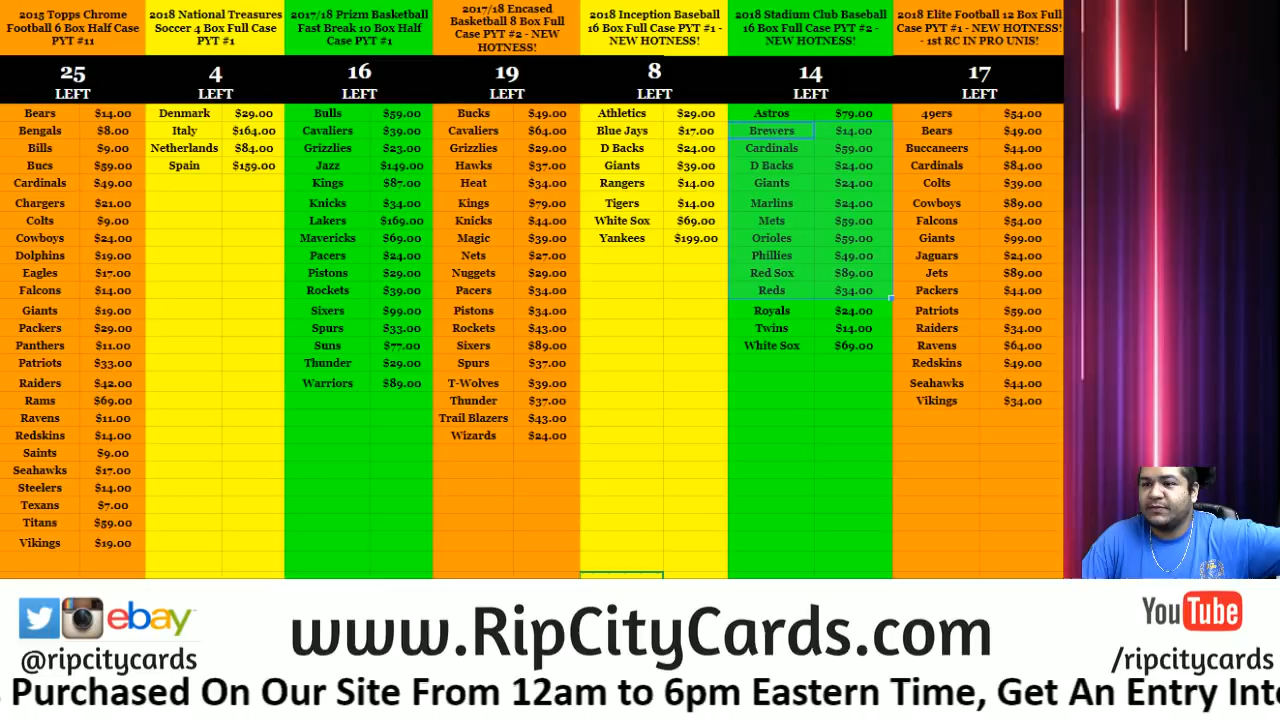 2015 Topps Chrome
Football 6 Box Half Case
PYT #11
25
LEFT
Bears $14.00
Bengals $8.00
Bills $9.00
Bucs $59.00
Cardinals $49.00
Chargers $21.00
Colts $9.00
Cowboys $24.00
Dolphins $19.00
Eagles $17.00
Falcons $14.00
Giants $19.00
Packers $29.00
Panthers $11.00
Patriots $33.00
Raiders $42.00
Rams $69.00
Ravens $11.00
Redskins $14.00
Saints $9.00
Seahawks $17.00
Steelers $14.00
Texans $7.00
Titans $59.00
Vikings $19.00
2018 National Treasures
Soccer 4 Box Full Case
PYT #1
4
LEFT
Denmark $29.00
Italy $164.00
Netherlands $84.00
Spain $159.00
2017/18 Prizm Basketball
Fast Break 10 Box Half
Case PYT #1
16
LEFT
Bulls $59.00
Cavaliers $39.00
Grizzlies $23.00
Jazz $149.00
Kings $87.00
Knicks $34.00
Lakers $169.00
Mavericks $69.00
Pacers $24.00
Pistons $29.00
Rockets $39.00
Sixers $99.00
Spurs $33.00
Suns $77.00
Thunder $29.00
Warriors $89.00
2017/18 Encased
Basketball 8 Box Full
Case PYT #2 - NEW
HOTNESS!
19
LEFT
Bucks $49.00
Cavaliers $64.00
Grizzlies $29.00
Hawks $37.00
Heat $34.00
Kings $79.00
Knicks $44.00
Magic $39.00
Nets $27.00
Nuggets $29.00
Pacers $34.00
Pistons $34.00
Rockets $43.00
Sixers $89.00
Spurs $37.00
T-Wolves $39.00
Thunder $37.00
Trail Blazers $43.00
Wizards $24.00
2018 Inception Baseball
16 Box Full Case PYT #1 -
NEW HOTNESS!
8
LEFT
Athletics $29.00
Blue Jays $17.00
D Backs $24.00
Giants $39.00
Rangers $14.00
Tigers $14.00
White Sox $69.00
Yankees $199.00
2018 Stadium Club Baseball
16 Box Full Case PYT #2 -
NEW HOTNESS!
14
LEFT
Astros $79.00
Brewers $14.00
Cardinals $59.00
D Backs $24.00
Giants $24.00
Marlins $24.00
Mets $59.00
Orioles $59.00
Phillies $49.00
Red Sox $89.00
Reds $34.00
Royals $24.00
Twins $14.00
White Sox $69.00
2018 Elite Football 12 Box Full
Case PYT #1 - NEW HOTNESS!
- 1st RC IN PRO UNIS!
17
LEFT
49ers $54.00
Bears $49.00
Buccaneers $44.00
Cardinals $84.00
Colts $39.00
Cowboys $89.00
Falcons $54.00
Giants $99.00
Jaguars $24.00
Jets $89.00
Packers $44.00
Patriots $59.00
Raiders $34.00
Ravens $64.00
Redskins $49.00
Seahawks $44.00
Vikings $34.00
ebay™
@ripcitycards
www.RipCityCards.com
YouTube
/ripcitycards
Purchased On Our Site From 12am to 6pm Eastern Time, Get An Entry